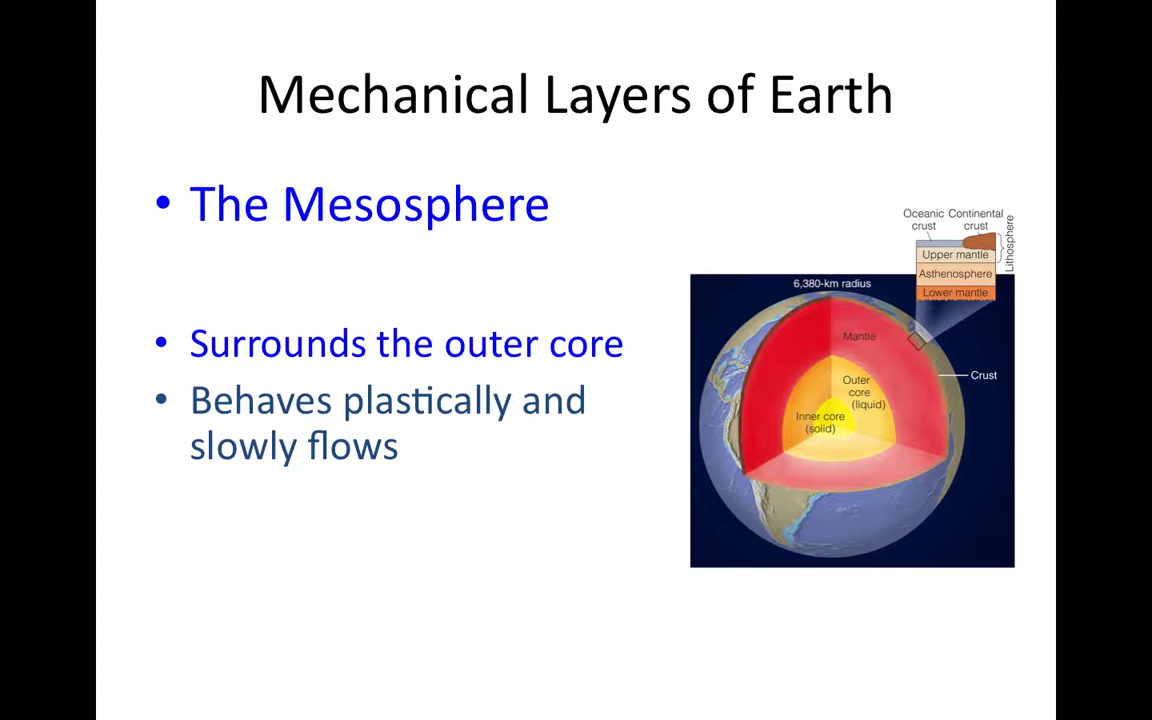 Mechanical Layers of Earth
• The Mesosphere
• Surrounds the outer core
• Behaves plastically and
slowly flows
Oceanic Continental
crust crust
Lithosphere
Upper mantle
Asthenosphere
Lower mantle
6,380-km radius
Mantle
Crust
Outer
core
(liquid)
Inner core
(solid)